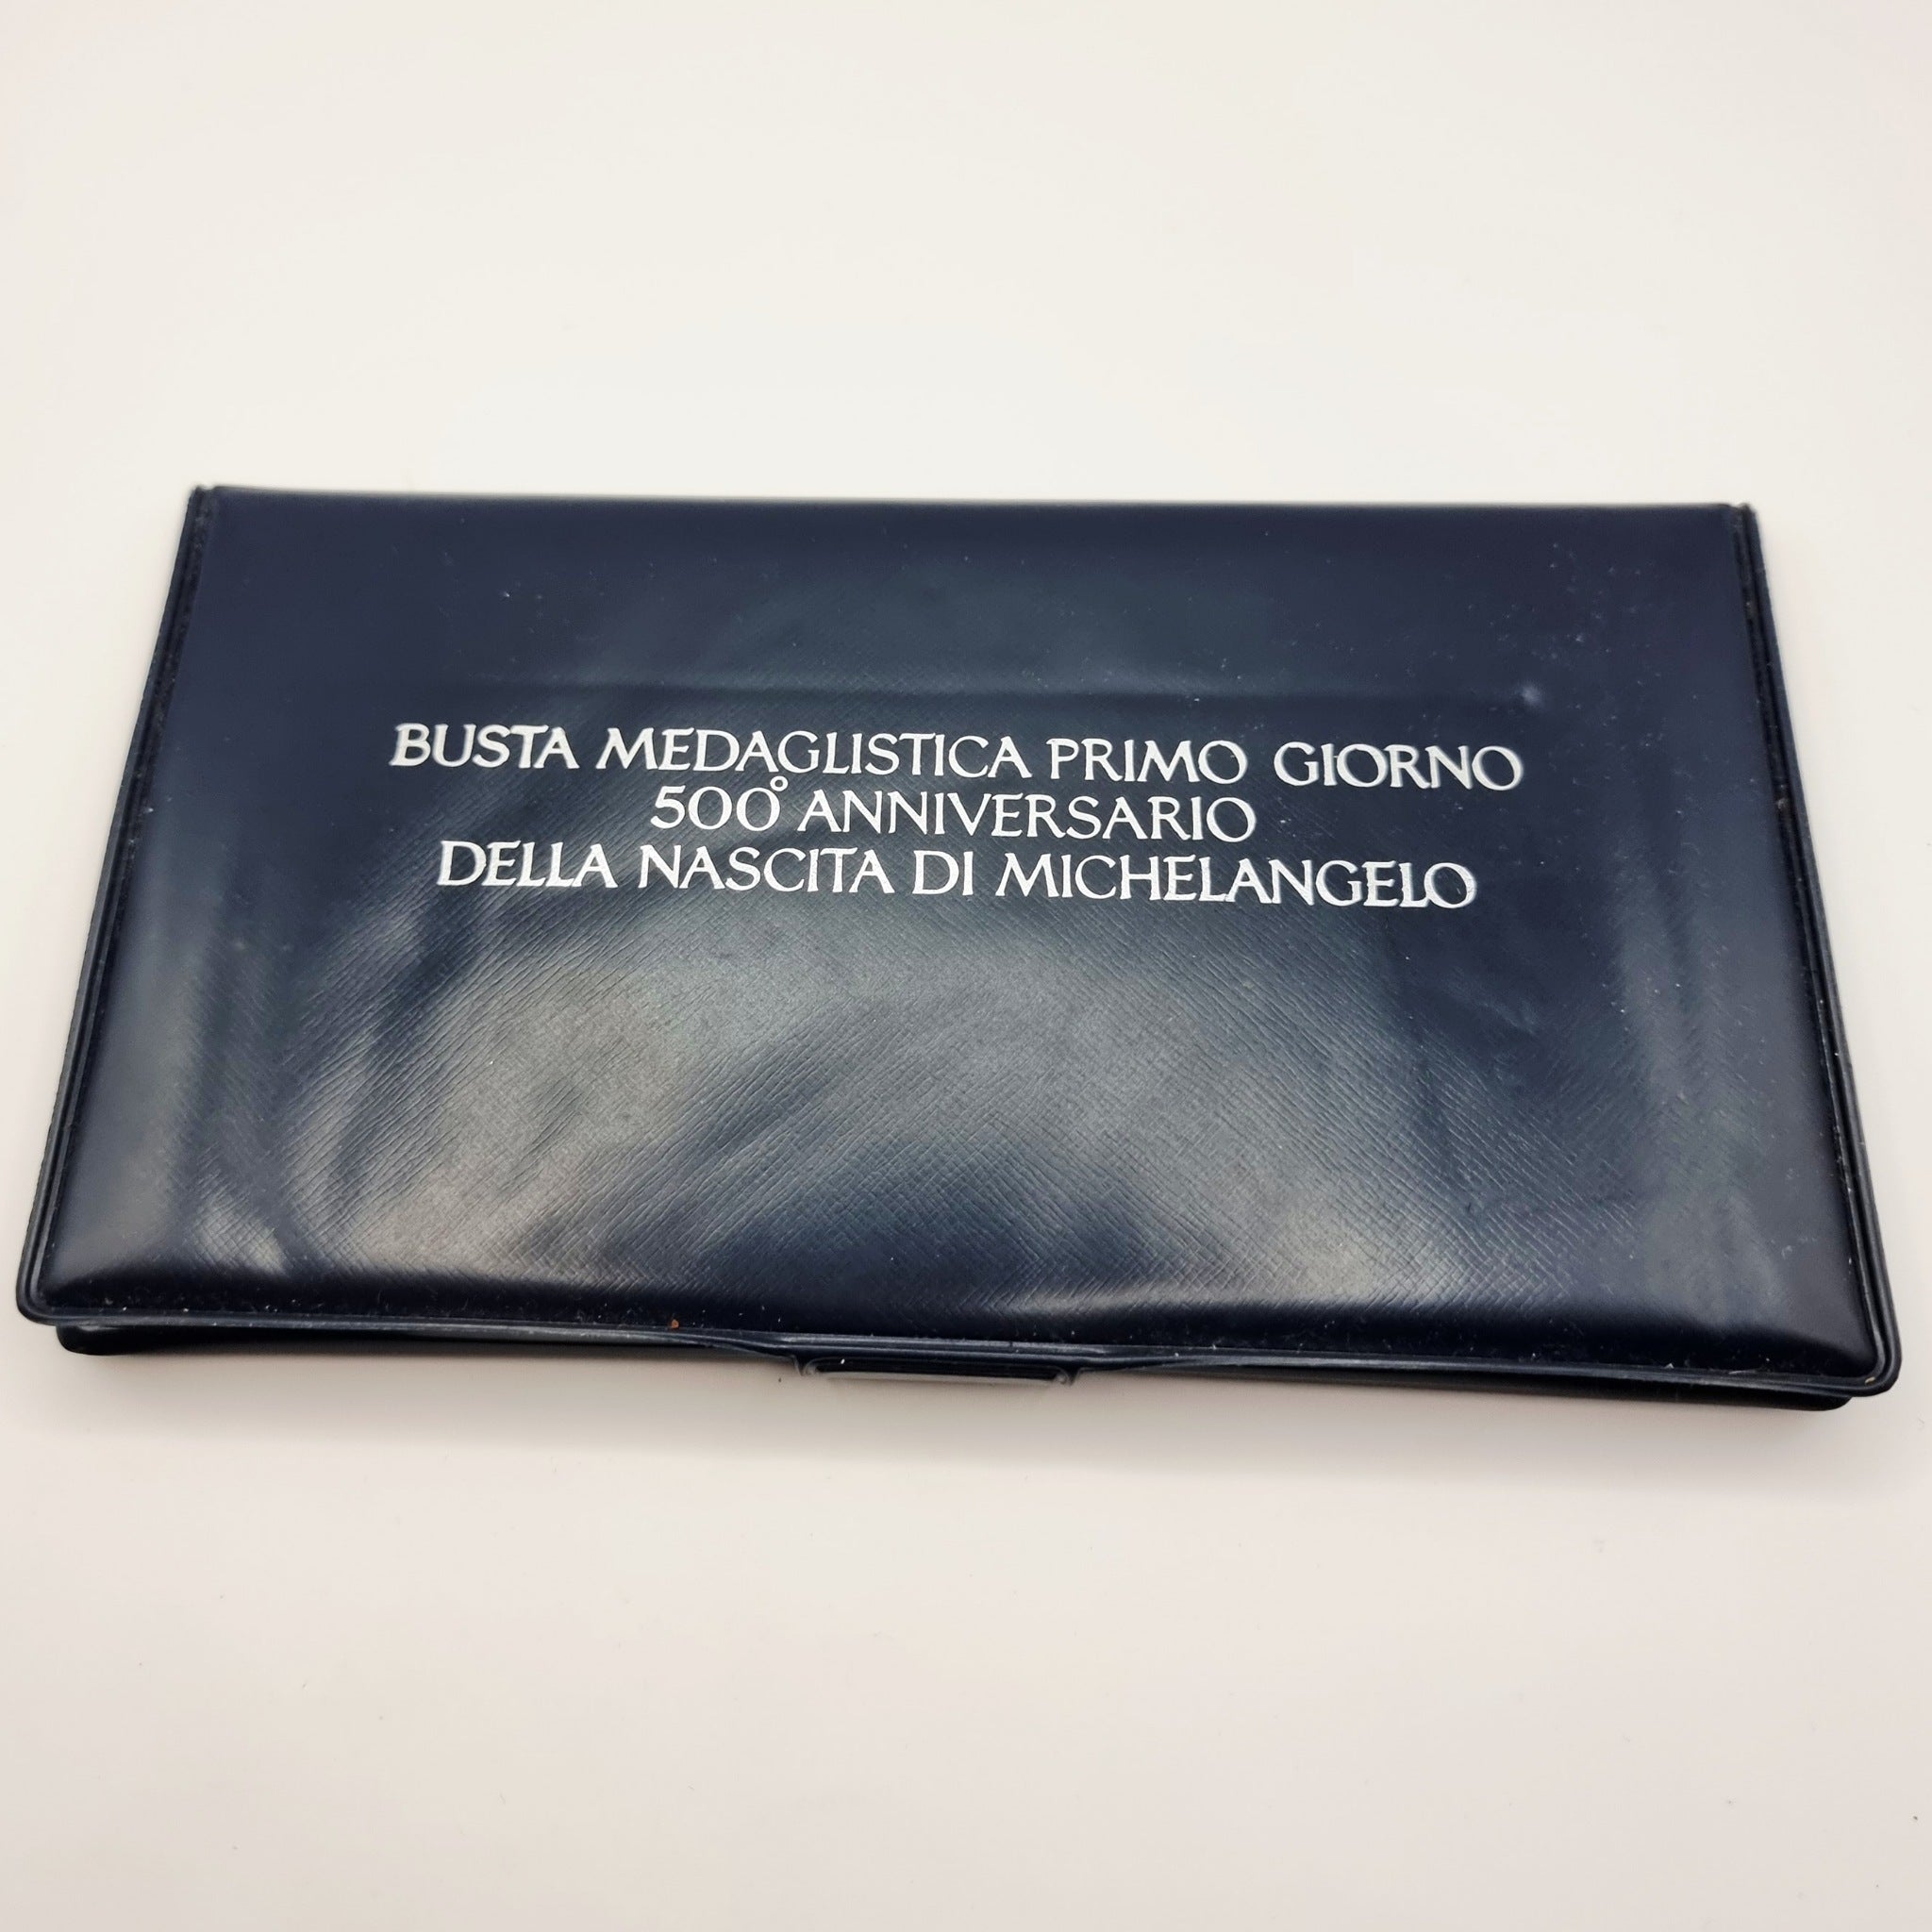 BUSTA MEDAGLISTICA PRIMO GIORNO
500° ANNIVERSARIO
DELLA NASCITA DI MICHELANGELO